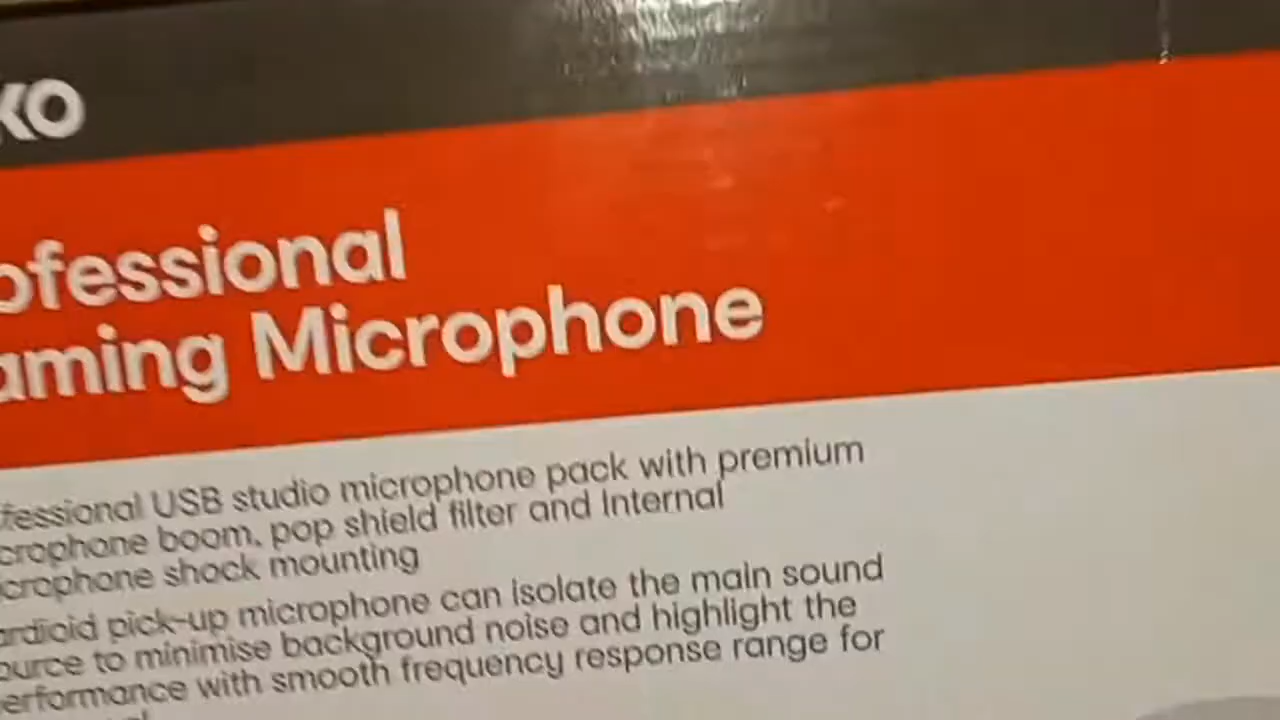 ko
ofessional
aming Microphone
fessional USB studio microphone pack with premium
crophone boom, pop shield filter and Internal
icrophone shock mounting
ardioid pick-up microphone can isolate the main sound
ource to minimise background noise and highlight the
erformance with smooth frequency response range for